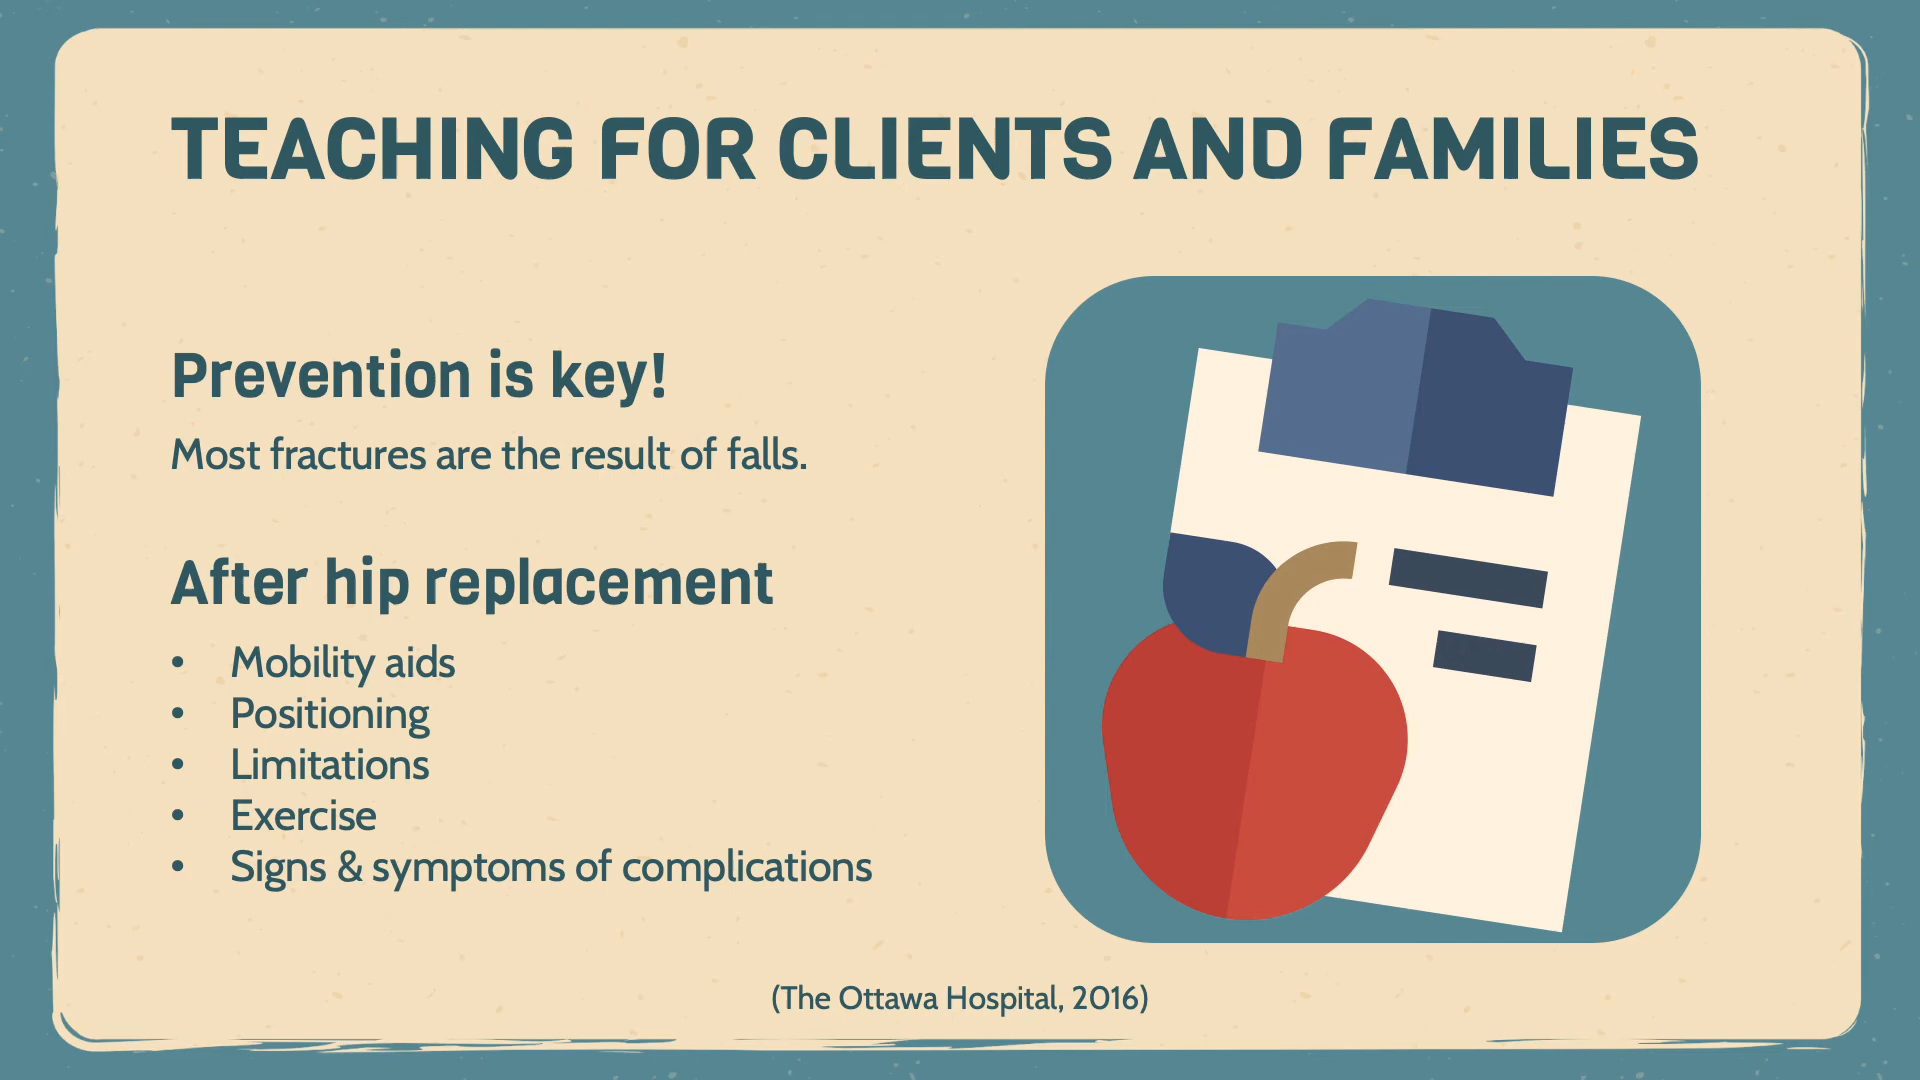 TEACHING FOR CLIENTS AND FAMILIES
Prevention is key!
Most fractures are the result of falls.
After hip replacement
• Mobility aids
• Positioning
• Limitations
• Exercise
• Signs & symptoms of complications
(The Ottawa Hospital, 2016)